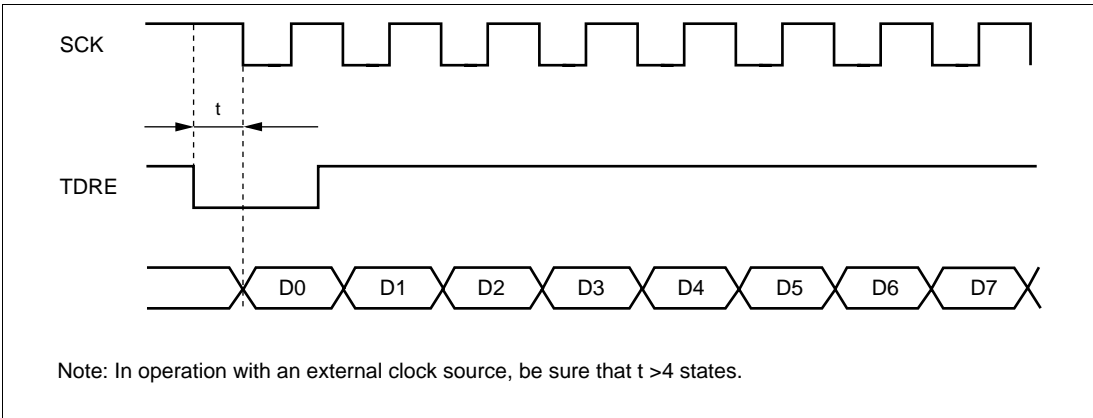 SCK
t
TDRE
D0 D1 D2 D3 D4 D5 D6 D7
Note: In operation with an external clock source, be sure that t >4 states.